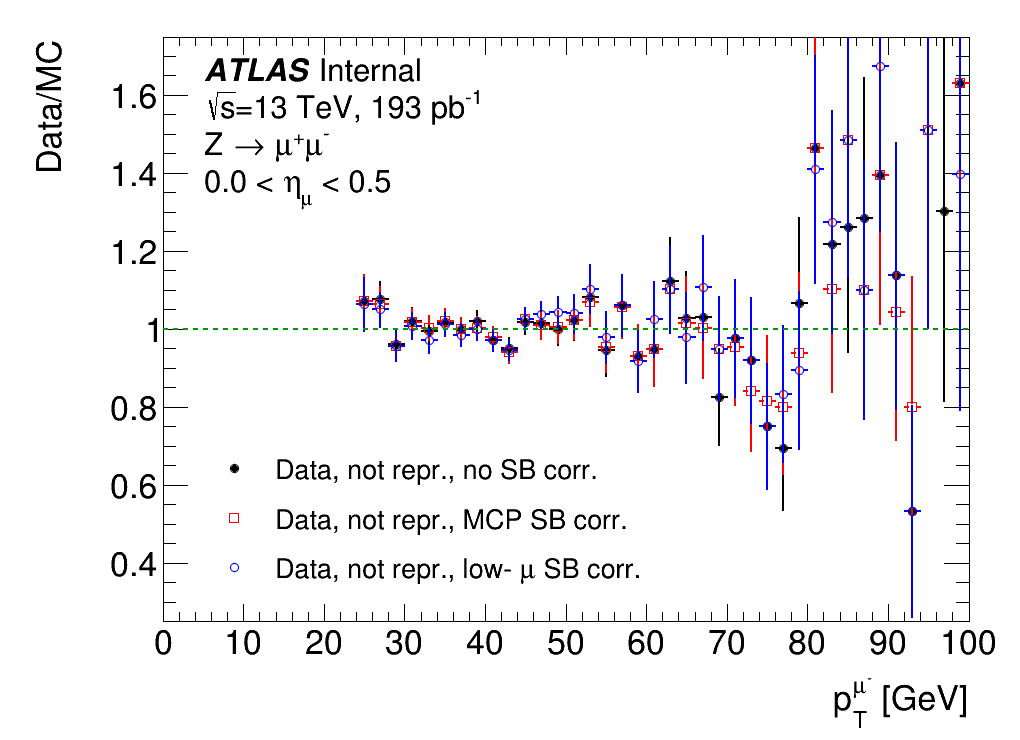 Data/MC
ATLAS Internal
√s=13 TeV, 193 pb⁻¹
Z → μ⁺μ⁻
0.0 < η_μ < 0.5
1.6
1.4
1.2
1
0.8
0.6
0.4
Data, not repr., no SB corr.
Data, not repr., MCP SB corr.
Data, not repr., low- μ SB corr.
0 10 20 30 40 50 60 70 80 90 100
p_T^μ⁻ [GeV]